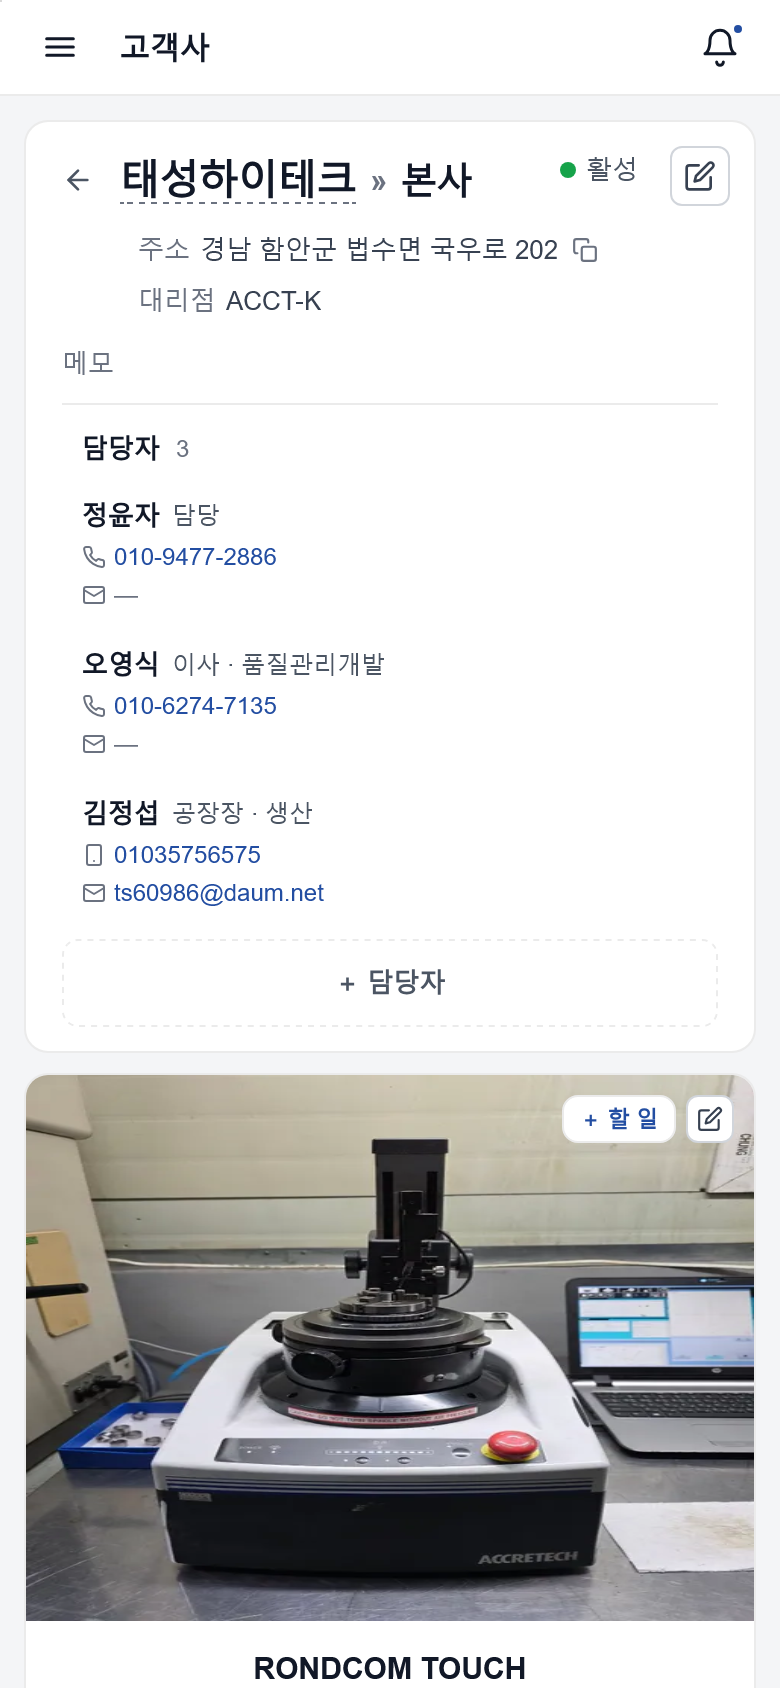 고객사
태성하이테크 » 본사
활성
주소 경남 함안군 법수면 국우로 202
대리점 ACCT-K
메모
담당자 3
정윤자 담당
010-9477-2886
—
오영식 이사 · 품질관리개발
010-6274-7135
—
김정섭 공장장 · 생산
01035756575
ts60986@daum.net
+ 담당자
+ 할 일
ACCRETECH
RONDCOM TOUCH